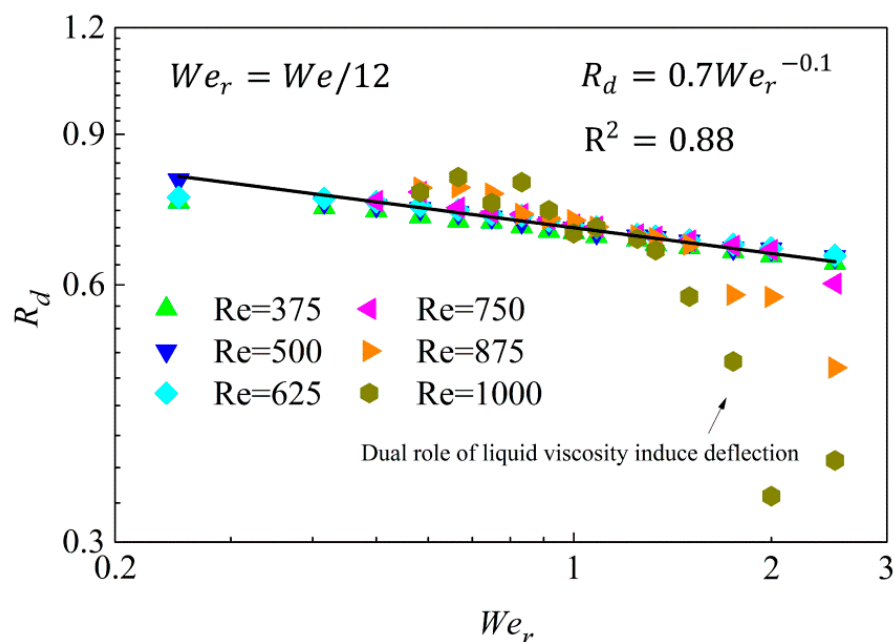 1.2
We_r = We/12
R_d = 0.7We_r^{-0.1}
0.9
R² = 0.88
R_d
0.6
Re=375
Re=750
Re=500
Re=875
Re=625
Re=1000
Dual role of liquid viscosity induce deflection
0.3
0.2
1
2
3
We_r